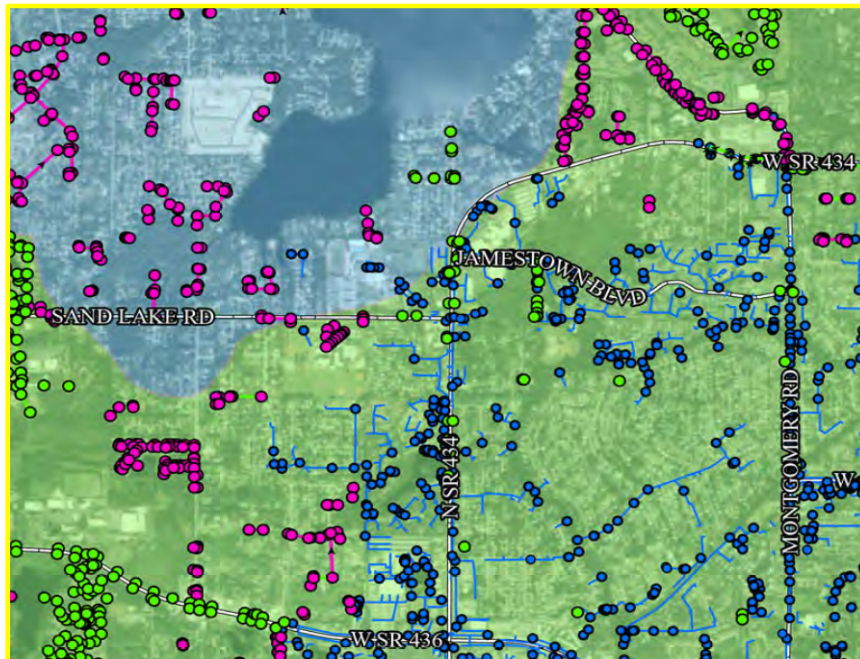 W SR 434
JAMESTOWN BLVD
SAND LAKE RD
N SR 434
MONTGOMERY RD
W
W SR 436